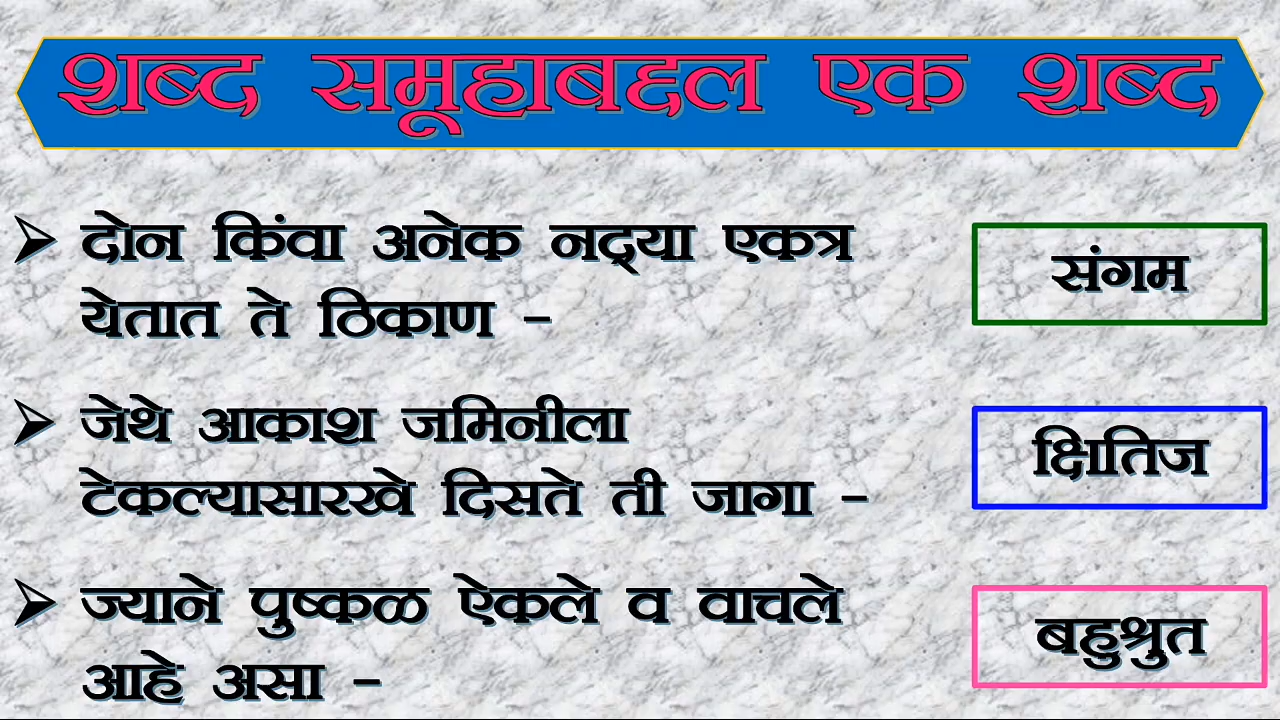 शब्द समूहाबद्दल एक शब्द
➢ दोन किंवा अनेक नद्या एकत्र
येतात ते ठिकाण -
संगम
➢ जेथे आकाश जमिनीला
टेकल्यासारखे दिसते ती जागा -
क्षितिज
➢ ज्याने पुष्कळ ऐकले व वाचले
आहे असा -
बहुश्रुत